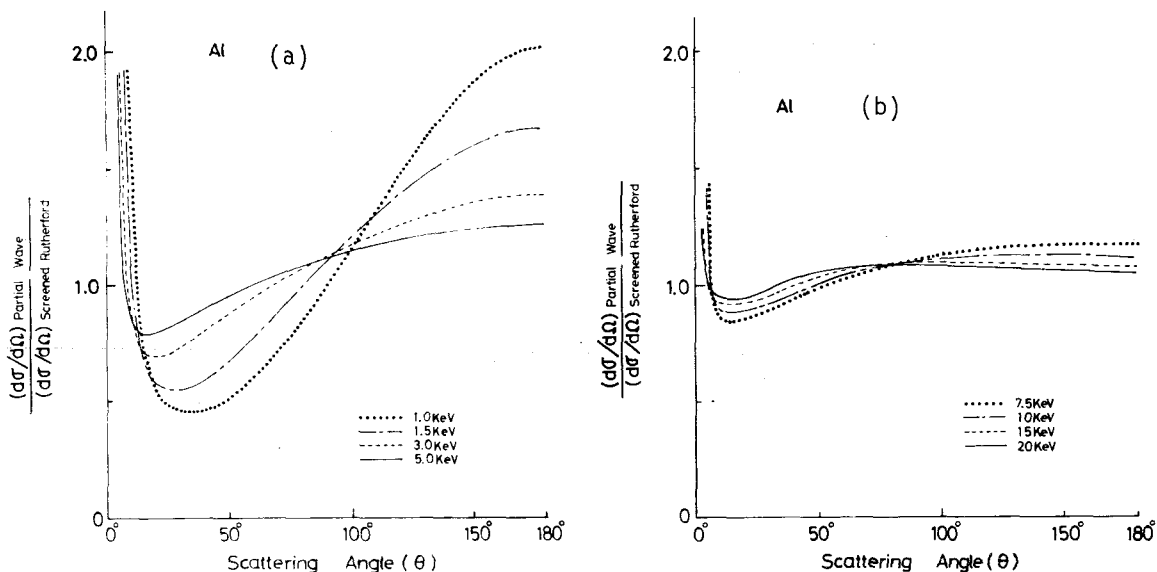 Al (a)
2.0
1.0
0
(dσ/dΩ) Partial Wave
(dσ/dΩ) Screened Rutherford
1.0KeV
1.5KeV
3.0KeV
5.0KeV
0° 50° 100° 150° 180°
Scattering Angle (θ)
Al (b)
2.0
1.0
0
(dσ/dΩ) Partial Wave
(dσ/dΩ) Screened Rutherford
7.5KeV
10KeV
15KeV
20KeV
0° 50° 100° 150° 180°
Scattering Angle (θ)